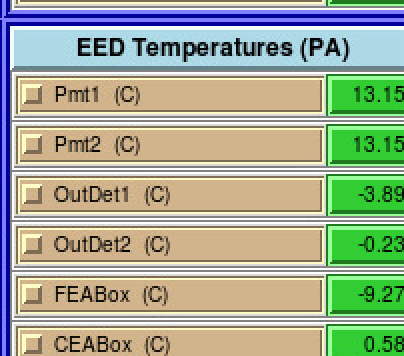 EED Temperatures (PA)
Pmt1 (C) 13.15
Pmt2 (C) 13.15
OutDet1 (C) -3.89
OutDet2 (C) -0.23
FEABox (C) -9.27
CEABox (C) 0.58